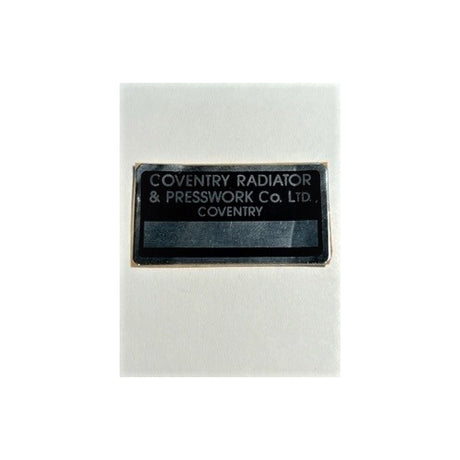 COVENTRY RADIATOR
& PRESSWORK CO. LTD.
COVENTRY